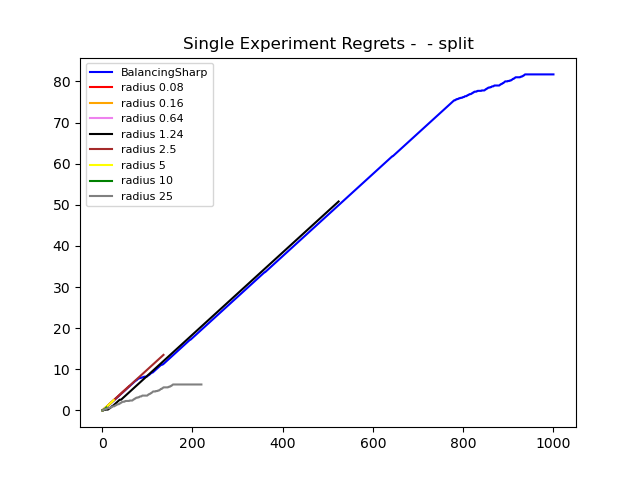 Single Experiment Regrets -  - split
BalancingSharp
radius 0.08
radius 0.16
radius 0.64
radius 1.24
radius 2.5
radius 5
radius 10
radius 25
80
70
60
50
40
30
20
10
0
0 200 400 600 800 1000